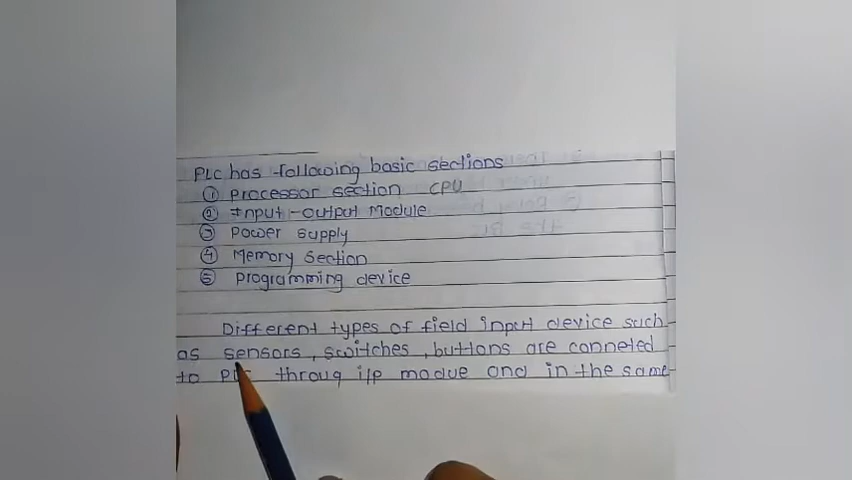 PLC has following basic sections
① Processor section CPU
② Input-output Module
③ Power supply
④ Memory section
⑤ Programming device
Different types of field input device such
as sensors, switches, buttons are conneted
to PLC throug i/p modue and in the same